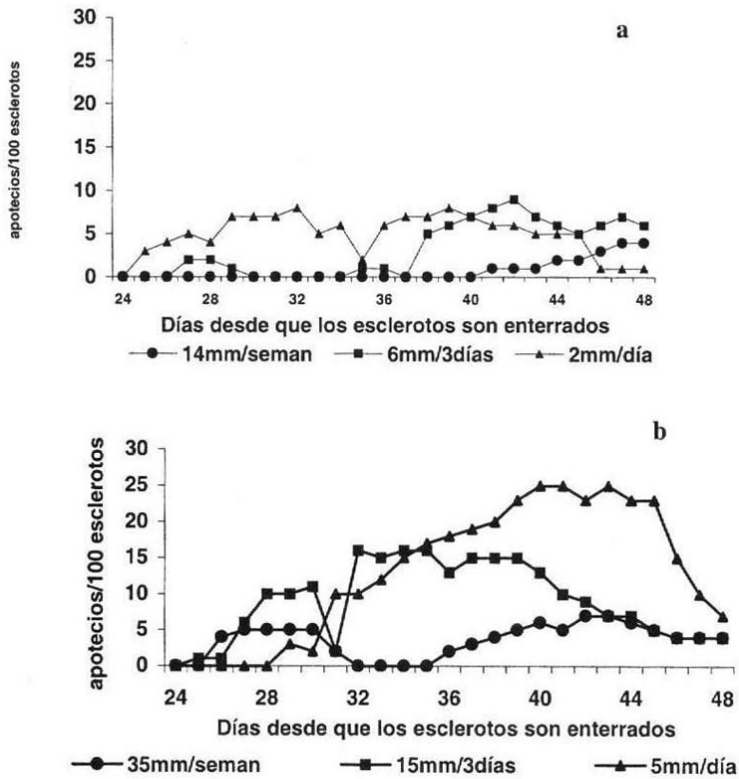 a
30
25
20
15
10
5
0
apotecios/100 esclerotos
24 28 32 36 40 44 48
Días desde que los esclerotos son enterrados
14mm/seman 6mm/3días 2mm/día
b
30
25
20
15
10
5
0
apotecios/100 esclerotos
24 28 32 36 40 44 48
Días desde que los esclerotos son enterrados
35mm/seman 15mm/3días 5mm/día